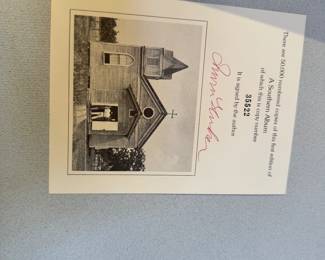 There are 50,000 numbered copies of this first edition of
A Southern Album
of which this is copy number
35522
It is signed by the author